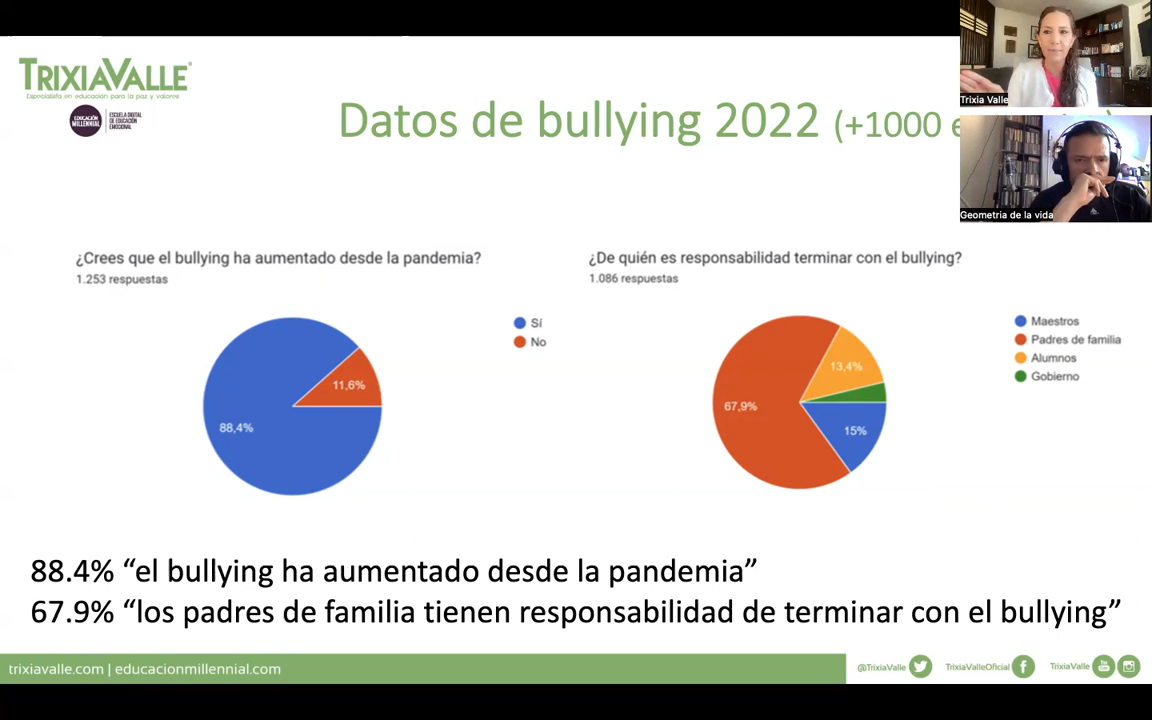 TRIXIAVALLE
Especialista en educación para la paz y valores
EDUCACIÓN
MILLENNIAL
ESCUELA DIGITAL
DE EDUCACIÓN
EMOCIONAL
Datos de bullying 2022 (+1000
Trixia Valle
Geometria de la vida
¿Crees que el bullying ha aumentado desde la pandemia?
1.253 respuestas
Sí
No
11,6%
88,4%
¿De quién es responsabilidad terminar con el bullying?
1.086 respuestas
Maestros
Padres de familia
Alumnos
Gobierno
13,4%
67,9%
15%
88.4% “el bullying ha aumentado desde la pandemia”
67.9% “los padres de familia tienen responsabilidad de terminar con el bullying”
trixiavalle.com | educacionmillennial.com
@TrixiaValle
TrixiaValleOficial
TrixiaValle